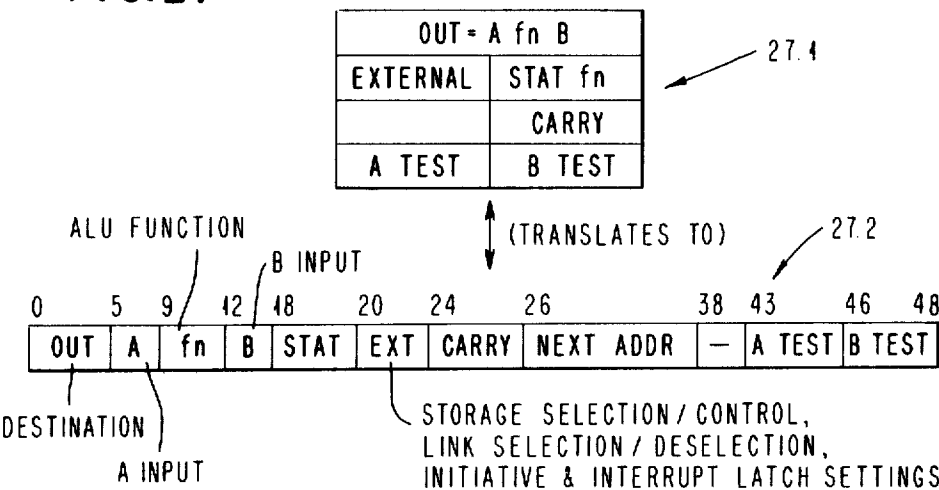 OUT = A fn B
27.1
EXTERNAL STAT fn
CARRY
A TEST B TEST
ALU FUNCTION
(TRANSLATES TO)
27.2
B INPUT
0 5 9 12 18 20 24 26 38 43 46 48
OUT A fn B STAT EXT CARRY NEXT ADDR — A TEST B TEST
DESTINATION
A INPUT
STORAGE SELECTION / CONTROL,
LINK SELECTION / DESELECTION,
INITIATIVE & INTERRUPT LATCH SETTINGS